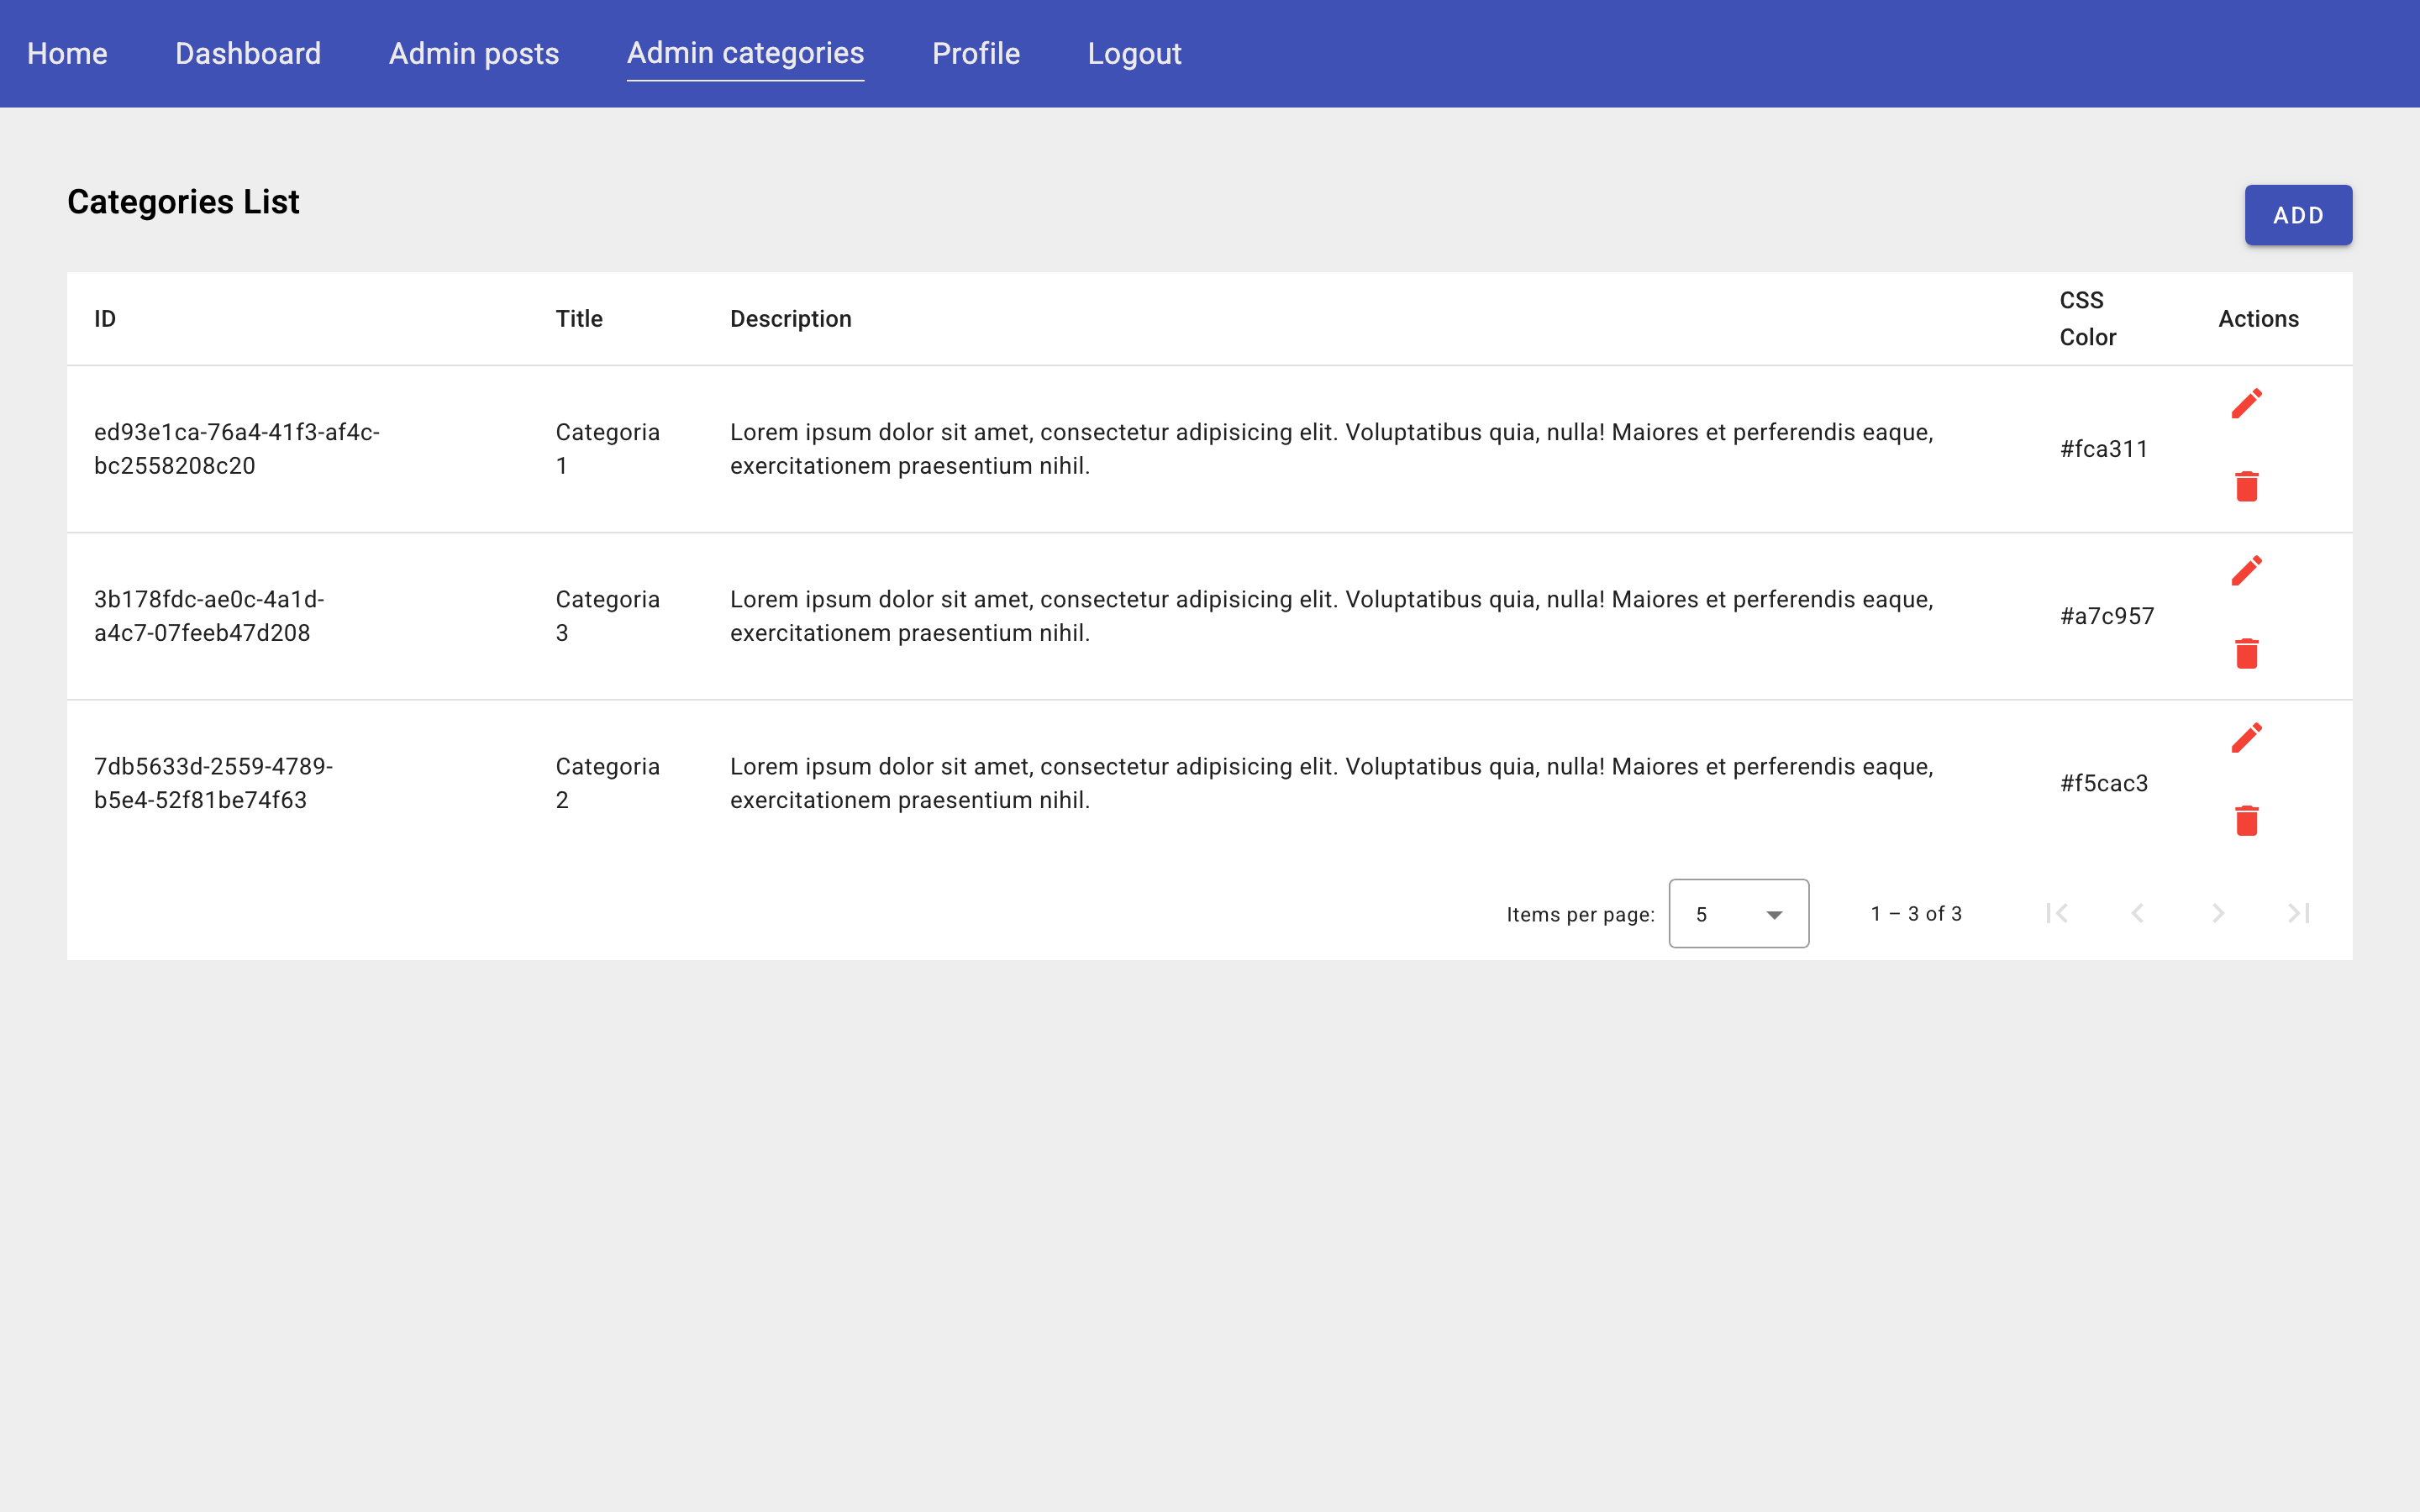 Home Dashboard Admin posts Admin categories Profile Logout
Categories List
ADD
ID Title Description CSS Color Actions
ed93e1ca-76a4-41f3-af4c-
bc2558208c20
Categoria
1
Lorem ipsum dolor sit amet, consectetur adipisicing elit. Voluptatibus quia, nulla! Maiores et perferendis eaque,
exercitationem praesentium nihil.
#fca311
3b178fdc-ae0c-4a1d-
a4c7-07feeb47d208
Categoria
3
Lorem ipsum dolor sit amet, consectetur adipisicing elit. Voluptatibus quia, nulla! Maiores et perferendis eaque,
exercitationem praesentium nihil.
#a7c957
7db5633d-2559-4789-
b5e4-52f81be74f63
Categoria
2
Lorem ipsum dolor sit amet, consectetur adipisicing elit. Voluptatibus quia, nulla! Maiores et perferendis eaque,
exercitationem praesentium nihil.
#f5cac3
Items per page: 5 1 – 3 of 3